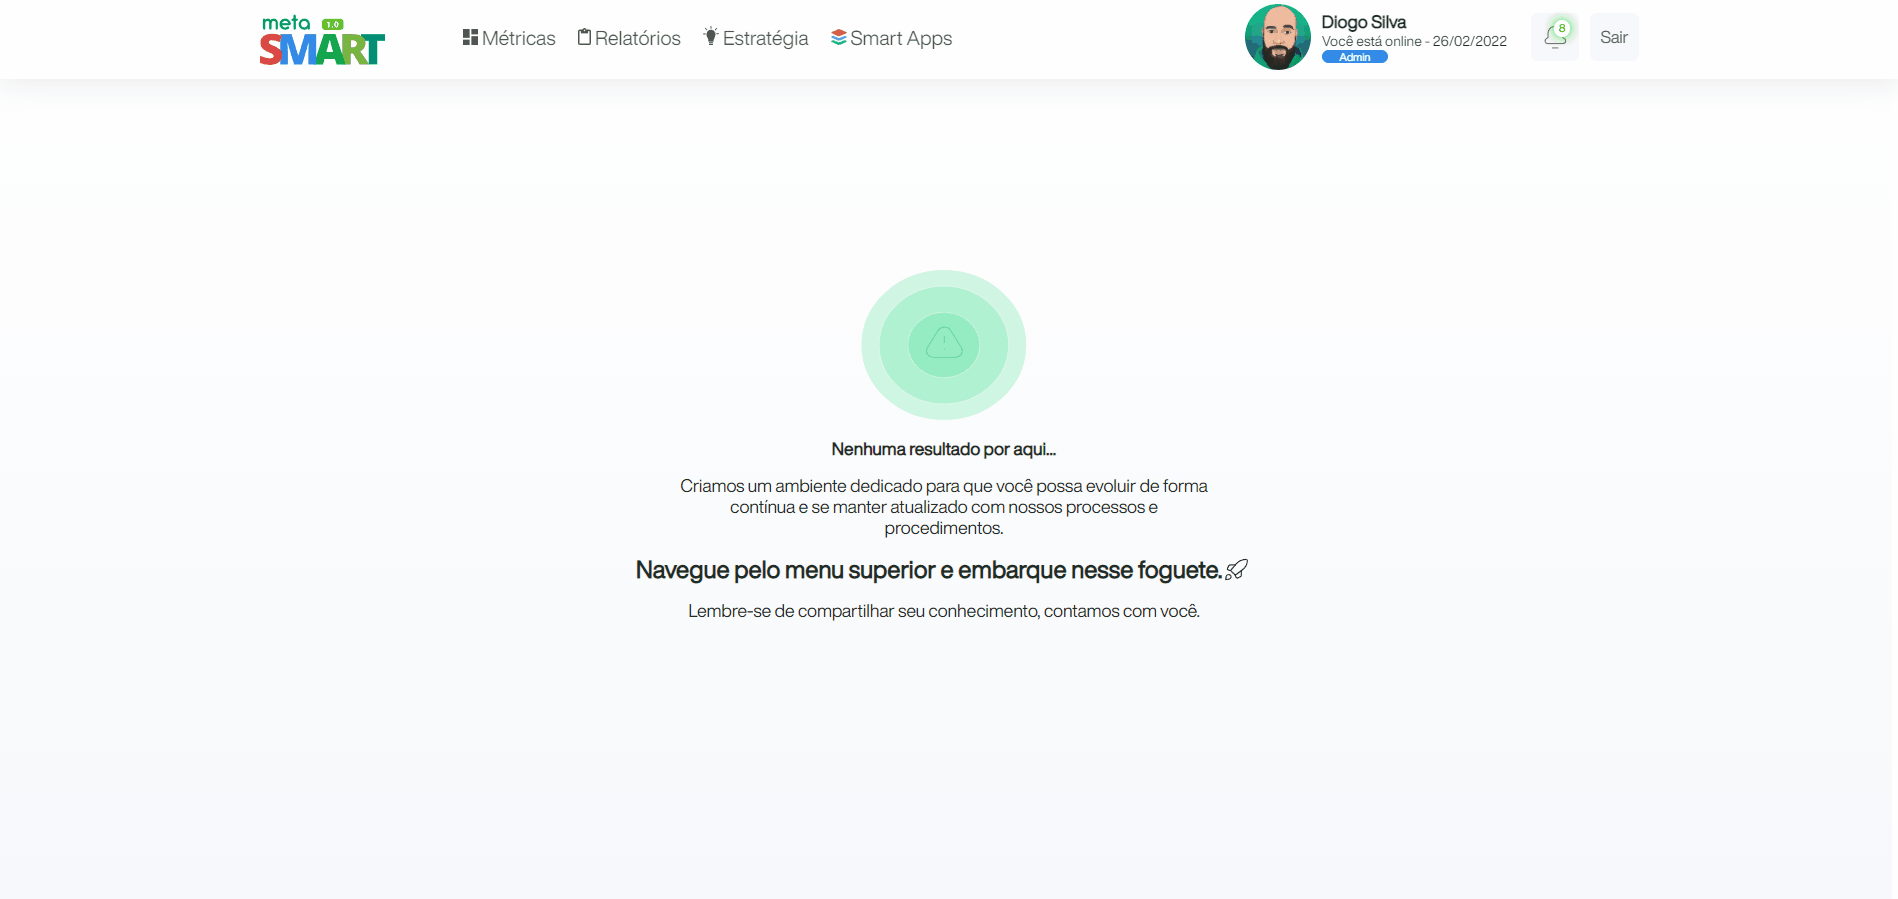 meta 1.0
SMART
Métricas
Relatórios
Estratégia
Smart Apps
Diogo Silva
Você está online - 26/02/2022
Admin
8
Sair
Nenhuma resultado por aqui...
Criamos um ambiente dedicado para que você possa evoluir de forma
contínua e se manter atualizado com nossos processos e
procedimentos.
Navegue pelo menu superior e embarque nesse foguete.
Lembre-se de compartilhar seu conhecimento, contamos com você.